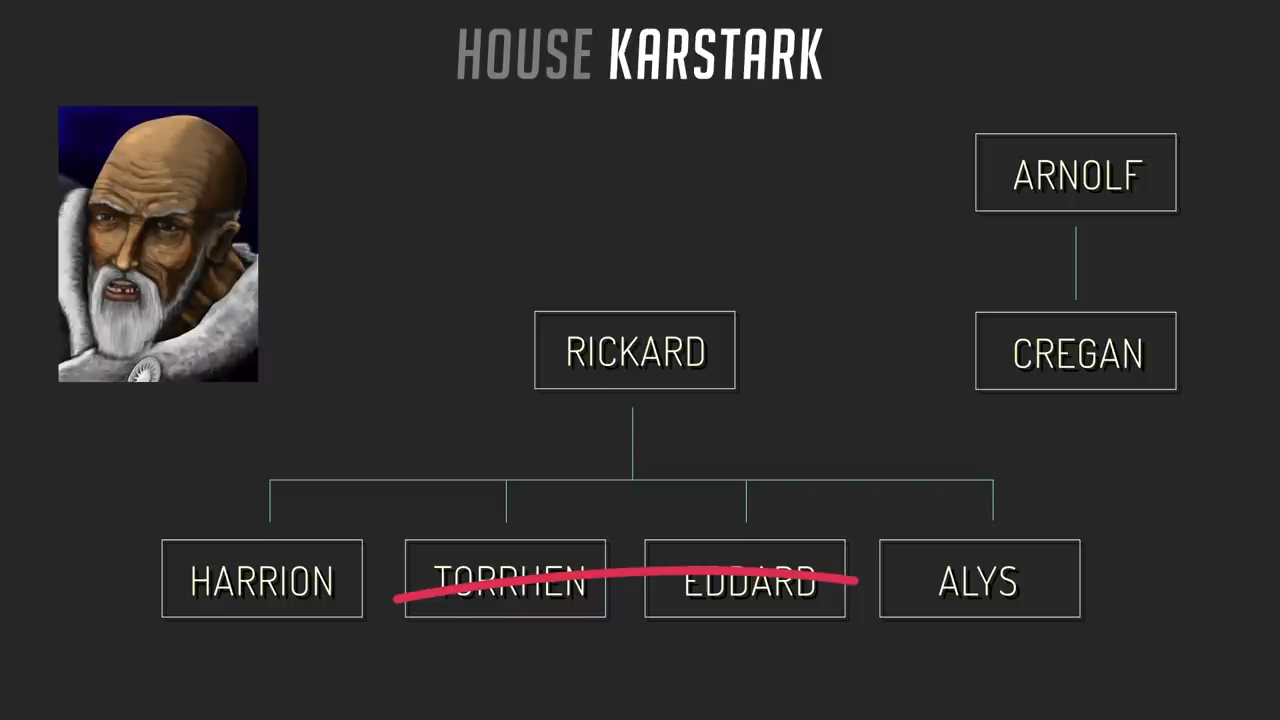 HOUSE KARSTARK
ARNOLF
RICKARD
CREGAN
HARRION
TORRHEN
EDDARD
ALYS